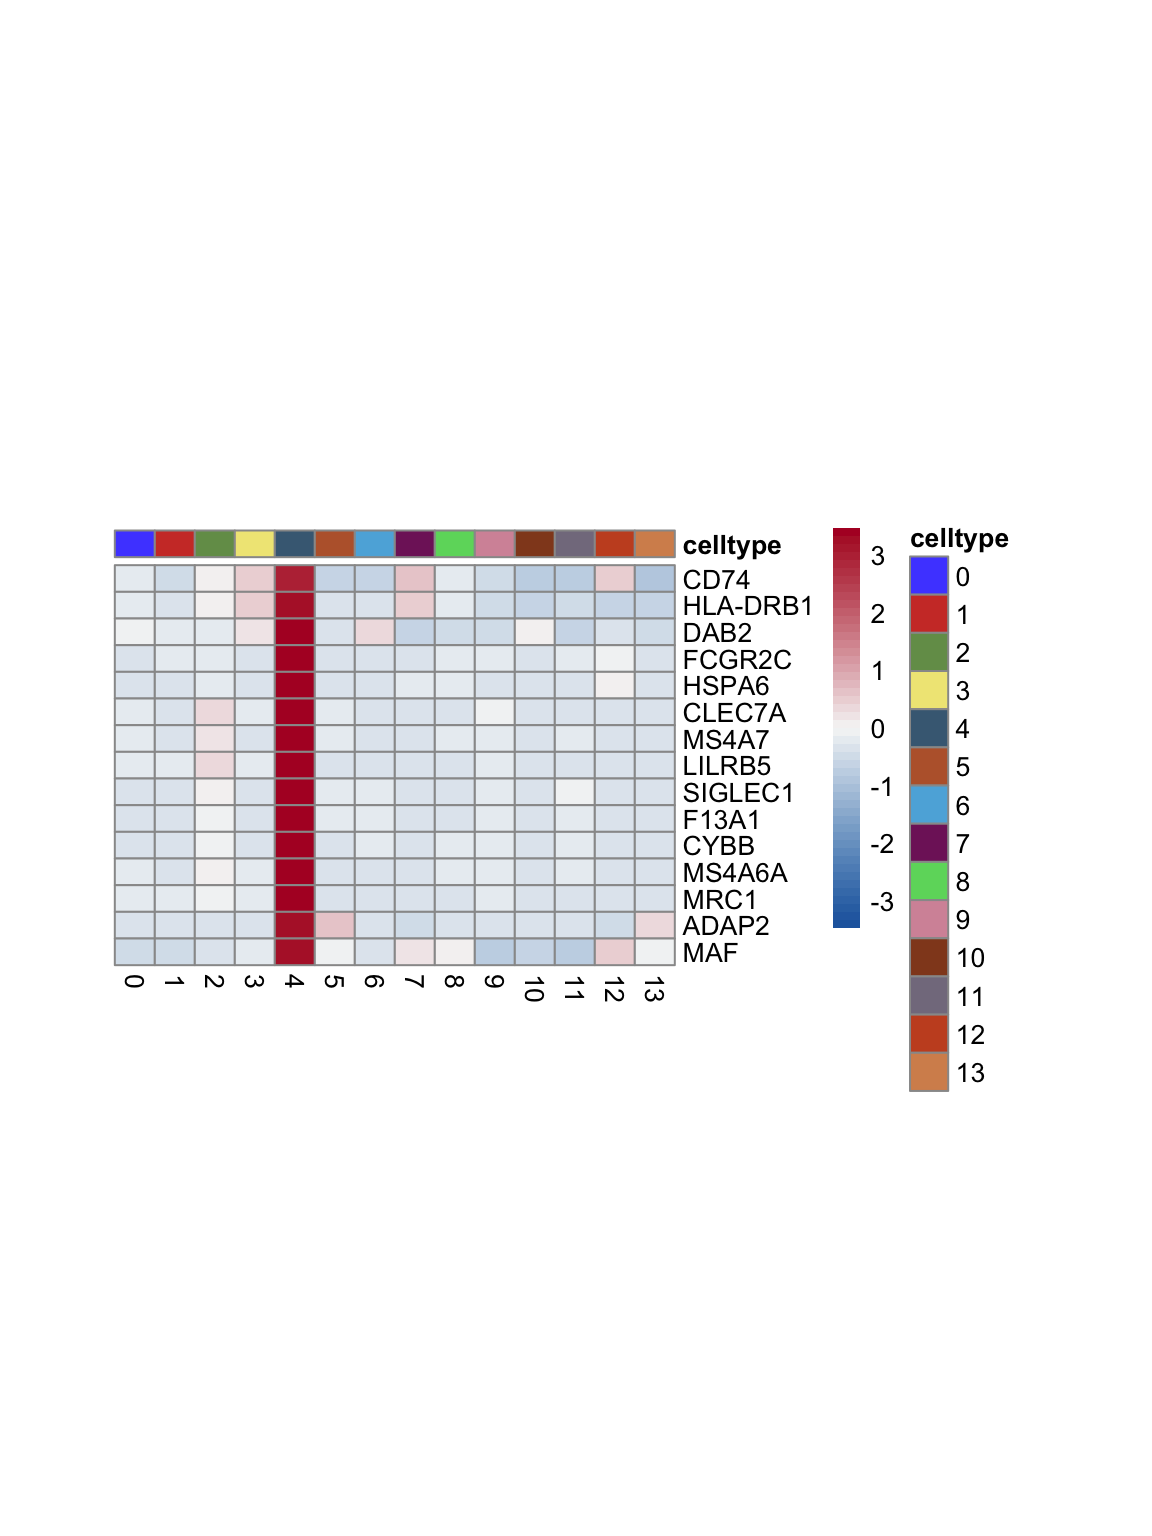 celltype
CD74
HLA-DRB1
DAB2
FCGR2C
HSPA6
CLEC7A
MS4A7
LILRB5
SIGLEC1
F13A1
CYBB
MS4A6A
MRC1
ADAP2
MAF
0 1 2 3 4 5 6 7 8 9 10 11 12 13
3
2
1
0
-1
-2
-3
celltype
0
1
2
3
4
5
6
7
8
9
10
11
12
13